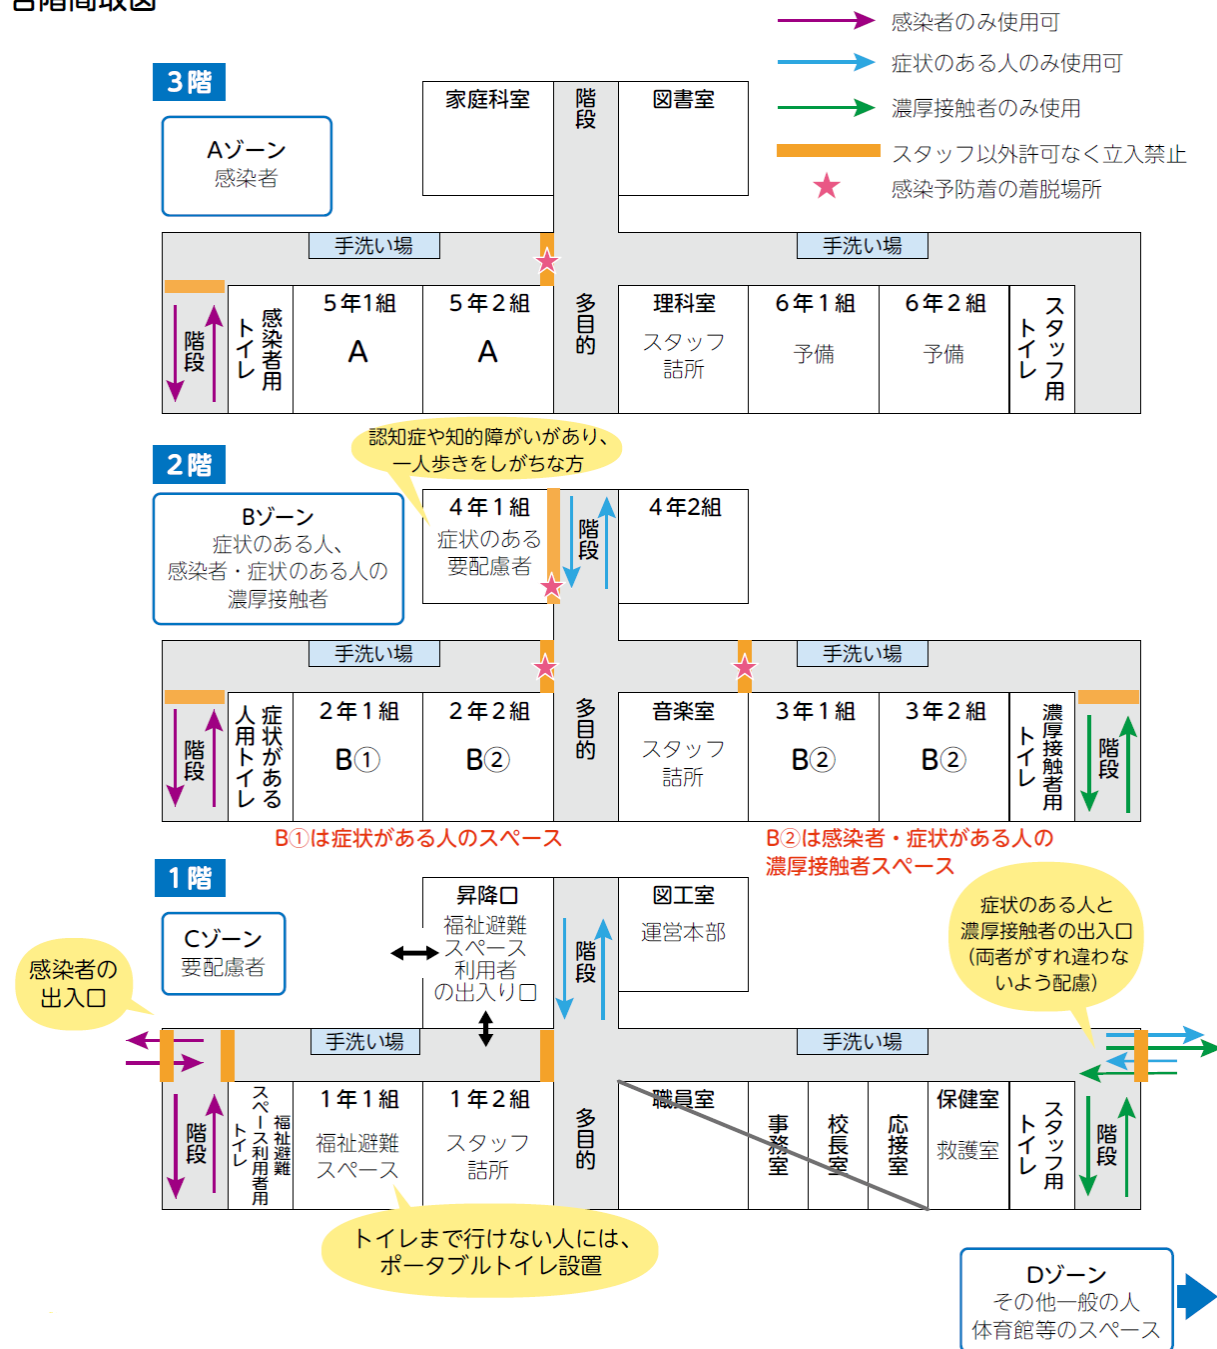 各階間取図
感染者のみ使用可
症状のある人のみ使用可
濃厚接触者のみ使用
スタッフ以外許可なく立入禁止
感染予防着の着脱場所
3階
Aゾーン
感染者
家庭科室
階段
図書室
手洗い場
手洗い場
階段
感染者用
トイレ
5年1組
A
5年2組
A
多目的
理科室
スタッフ
詰所
6年1組
予備
6年2組
予備
スタッフ用
トイレ
認知症や知的障がいがあり、
一人歩きをしがちな方
2階
Bゾーン
症状のある人、
感染者・症状のある人の
濃厚接触者
4年1組
症状のある
要配慮者
階段
4年2組
手洗い場
手洗い場
階段
症状がある
人用トイレ
2年1組
B①
2年2組
B②
多目的
音楽室
スタッフ
詰所
3年1組
B②
3年2組
B②
濃厚接触者用
トイレ
階段
B①は症状がある人のスペース
B②は感染者・症状がある人の
濃厚接触者スペース
1階
Cゾーン
要配慮者
感染者の
出入口
昇降口
福祉避難
スペース
利用者
の出入り口
階段
図工室
運営本部
症状のある人と
濃厚接触者の出入口
(両者がすれ違わな
いよう配慮)
手洗い場
手洗い場
階段
福祉避難
スペース利用者用
トイレ
1年1組
福祉避難
スペース
1年2組
スタッフ
詰所
多目的
職員室
事務室
校長室
応接室
保健室
救護室
スタッフ用
トイレ
階段
トイレまで行けない人には、
ポータブルトイレ設置
Dゾーン
その他一般の人
体育館等のスペース